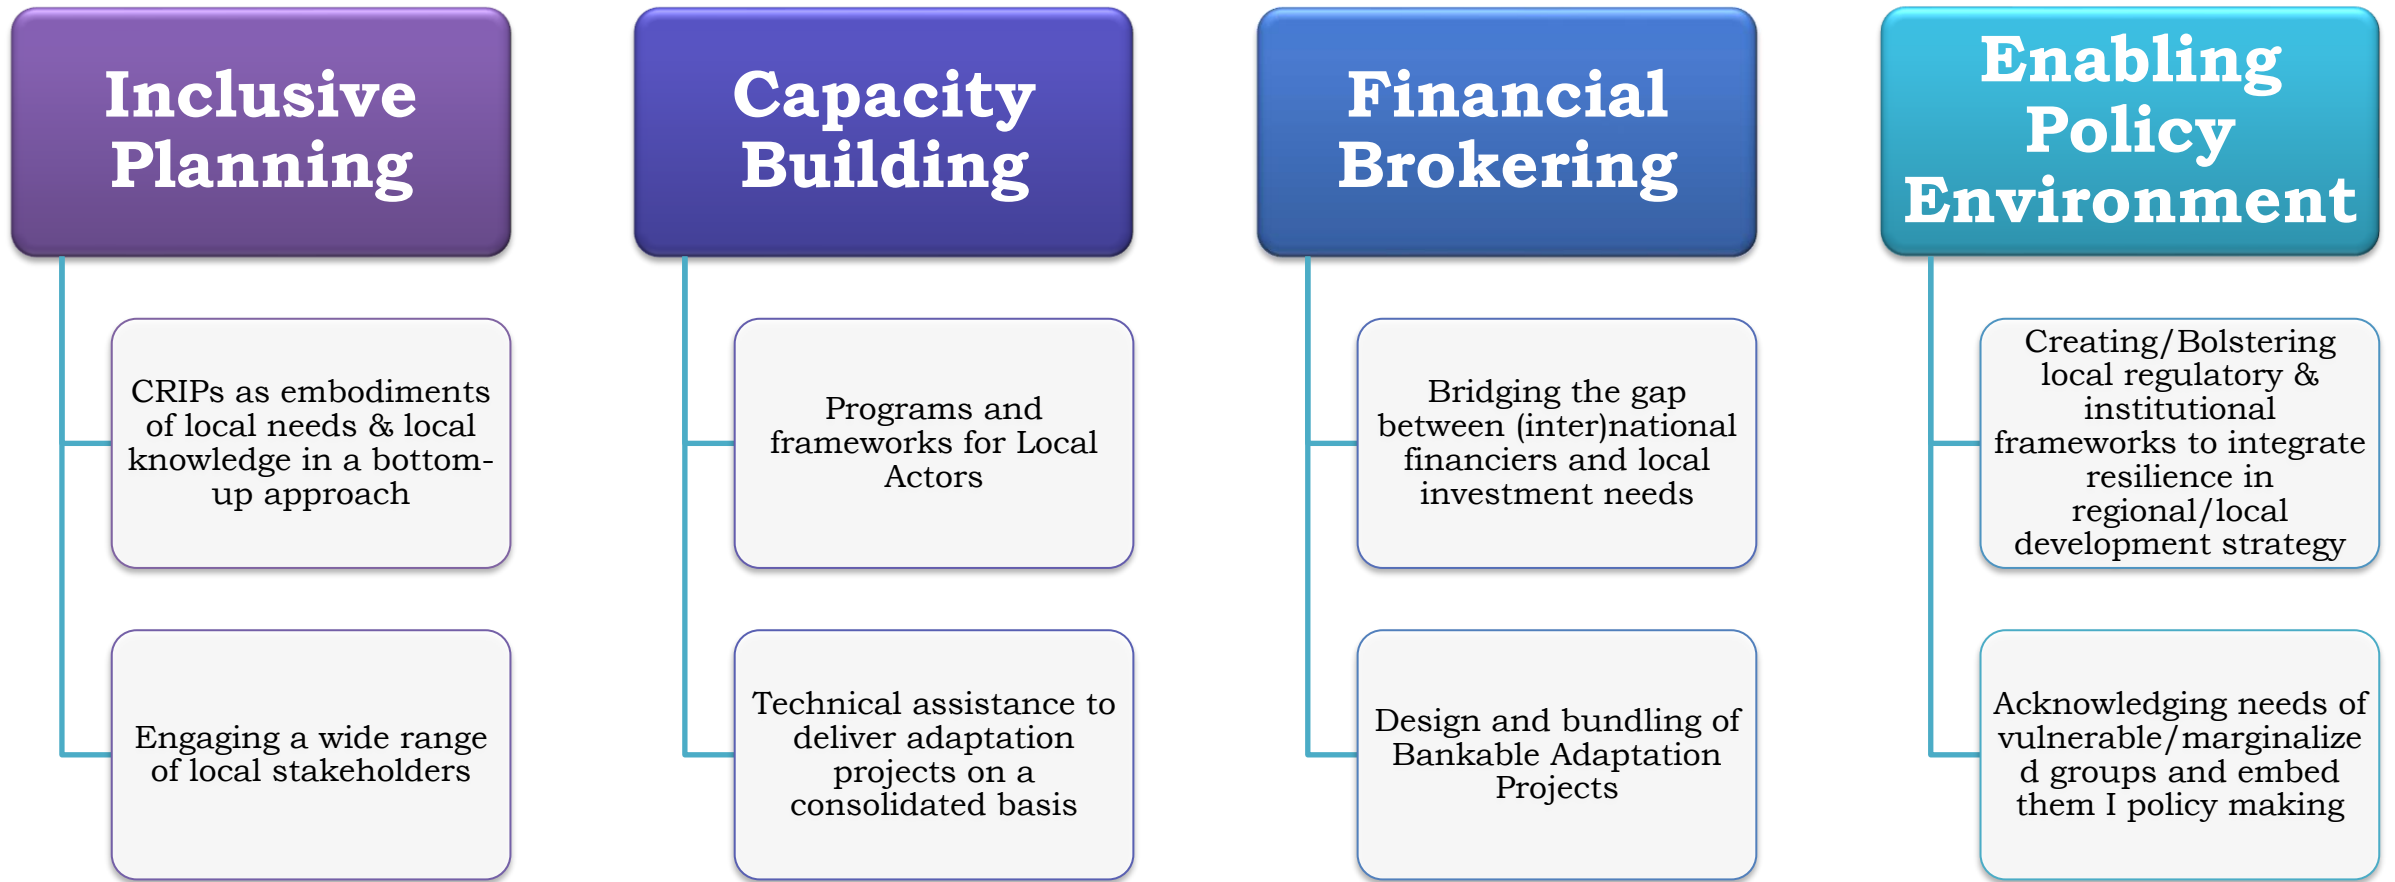 Inclusive
Planning
CRIPs as embodiments
of local needs & local
knowledge in a bottom-
up approach
Engaging a wide range
of local stakeholders
Capacity
Building
Programs and
frameworks for Local
Actors
Technical assistance to
deliver adaptation
projects on a
consolidated basis
Financial
Brokering
Bridging the gap
between (inter)national
financiers and local
investment needs
Design and bundling of
Bankable Adaptation
Projects
Enabling
Policy
Environment
Creating/Bolstering
local regulatory &
institutional
frameworks to integrate
resilience in
regional/local
development strategy
Acknowledging needs of
vulnerable/marginalize
d groups and embed
them I policy making